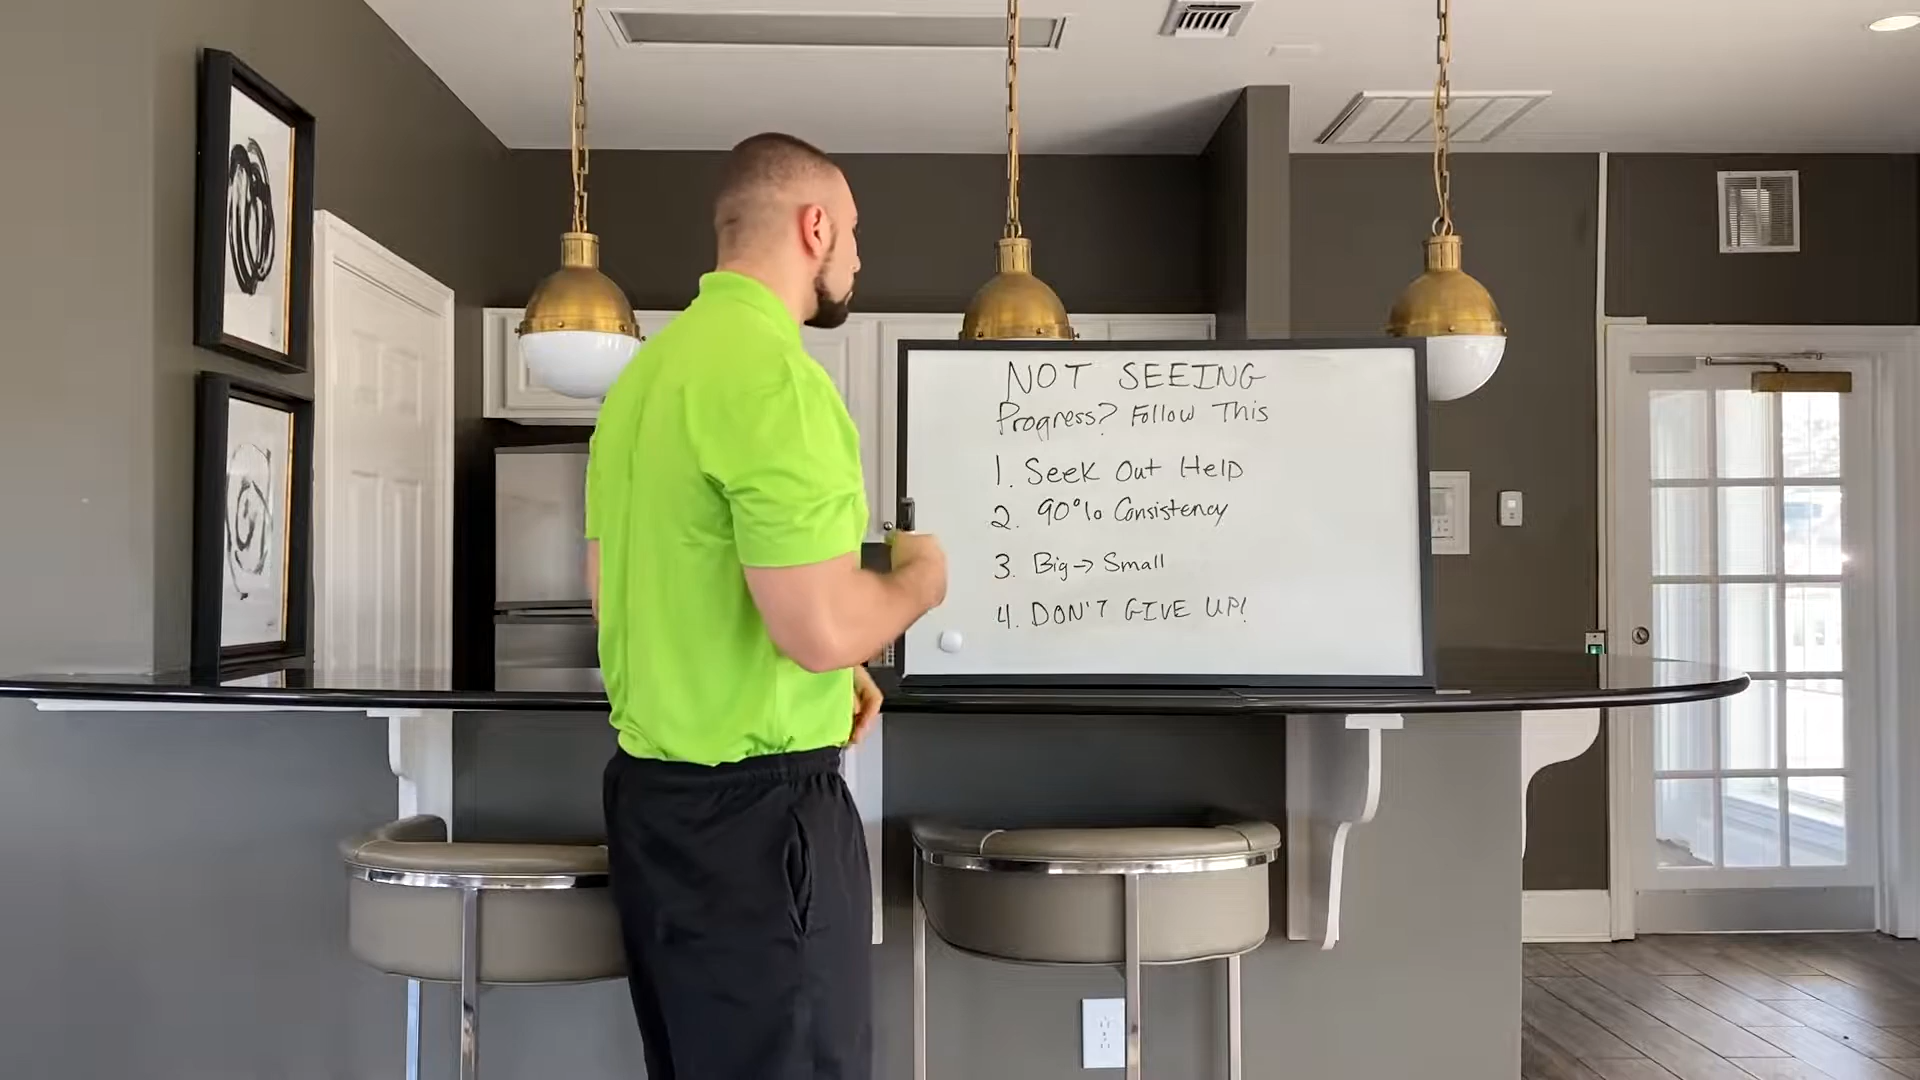 NOT SEEING
Progress? Follow This
1. Seek Out Help
2. 90% Consistency
3. Big → Small
4. DON'T GIVE UP!